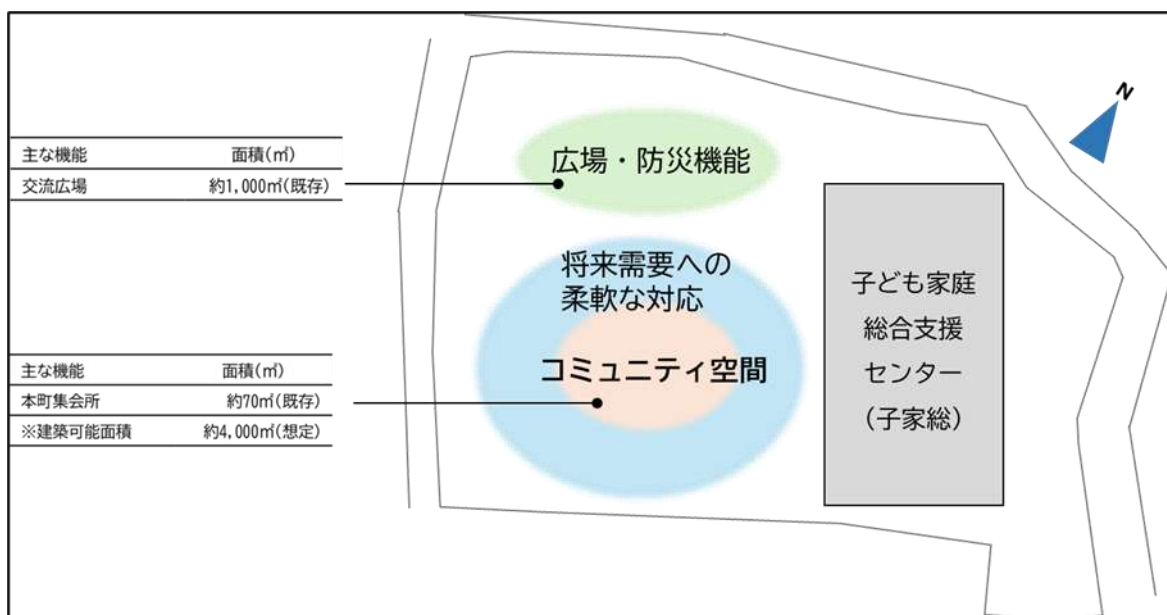 N
主な機能 面積(㎡)
交流広場 約1,000㎡(既存)
広場・防災機能
将来需要への
柔軟な対応
コミュニティ空間
主な機能 面積(㎡)
本町集会所 約70㎡(既存)
※建築可能面積 約4,000㎡(想定)
子ども家庭
総合支援
センター
(子家総)